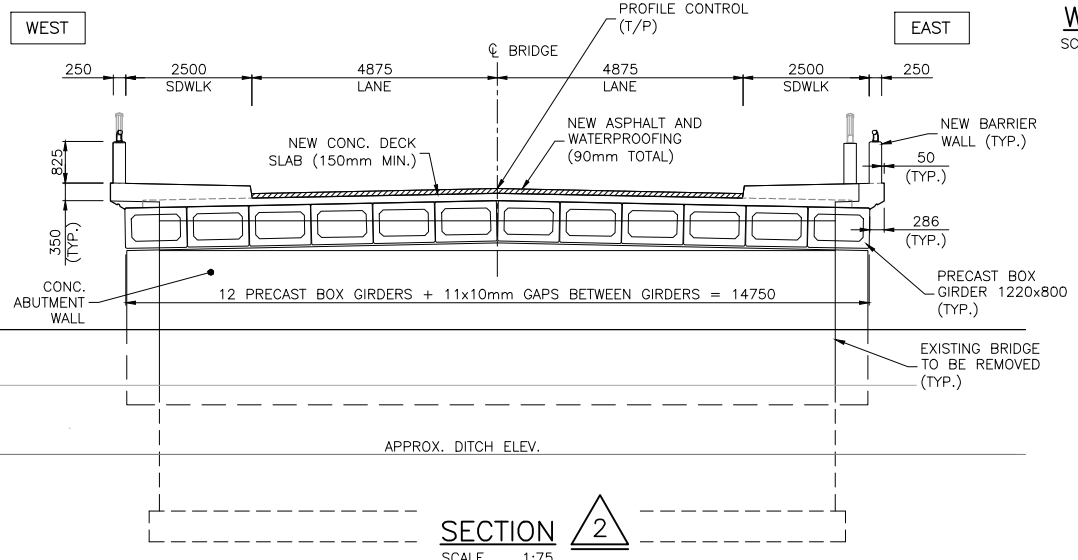 PROFILE CONTROL
(T/P)
WEST
EAST
W
SC
℄ BRIDGE
250
2500
SDWLK
4875
LANE
4875
LANE
2500
SDWLK
250
NEW CONC. DECK
SLAB (150mm MIN.)
NEW ASPHALT AND
WATERPROOFING
(90mm TOTAL)
NEW BARRIER
WALL (TYP.)
825
50
(TYP.)
350
(TYP.)
286
(TYP.)
CONC.
ABUTMENT
WALL
12 PRECAST BOX GIRDERS + 11x10mm GAPS BETWEEN GIRDERS = 14750
PRECAST BOX
GIRDER 1220x800
(TYP.)
EXISTING BRIDGE
TO BE REMOVED
(TYP.)
APPROX. DITCH ELEV.
SECTION 2
SCALE 1:75